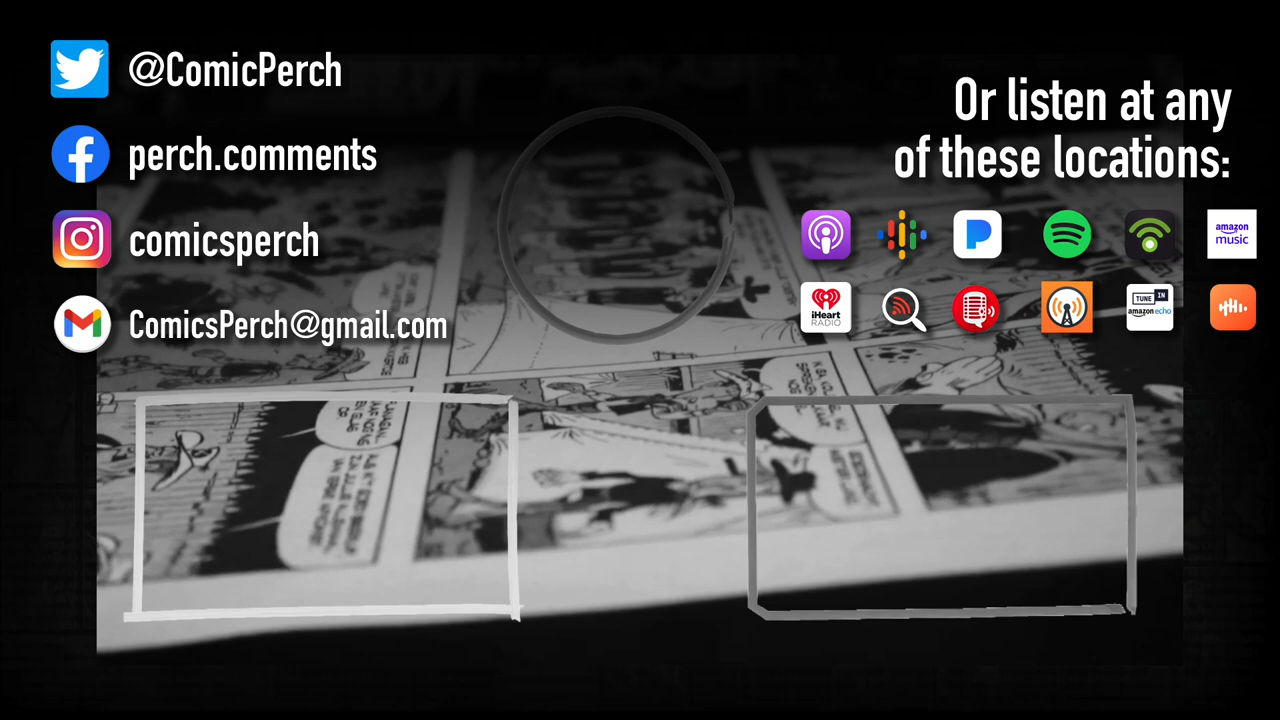 @ComicPerch
perch.comments
comicsperch
ComicsPerch@gmail.com
Or listen at any
of these locations:
amazon
music
iHeart
RADIO
TUNE IN
amazon echo